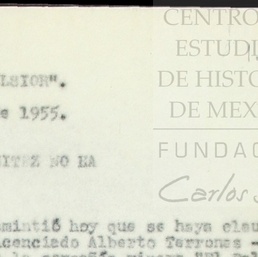 CENTRO
ESTUDI
DE HISTO
DE MEX
FUNDAC
Carlos S
LSIOR".
e 1955.
NITEZ NO HA
mintió hoy que se haya clau
icenciado Alberto Terrones -